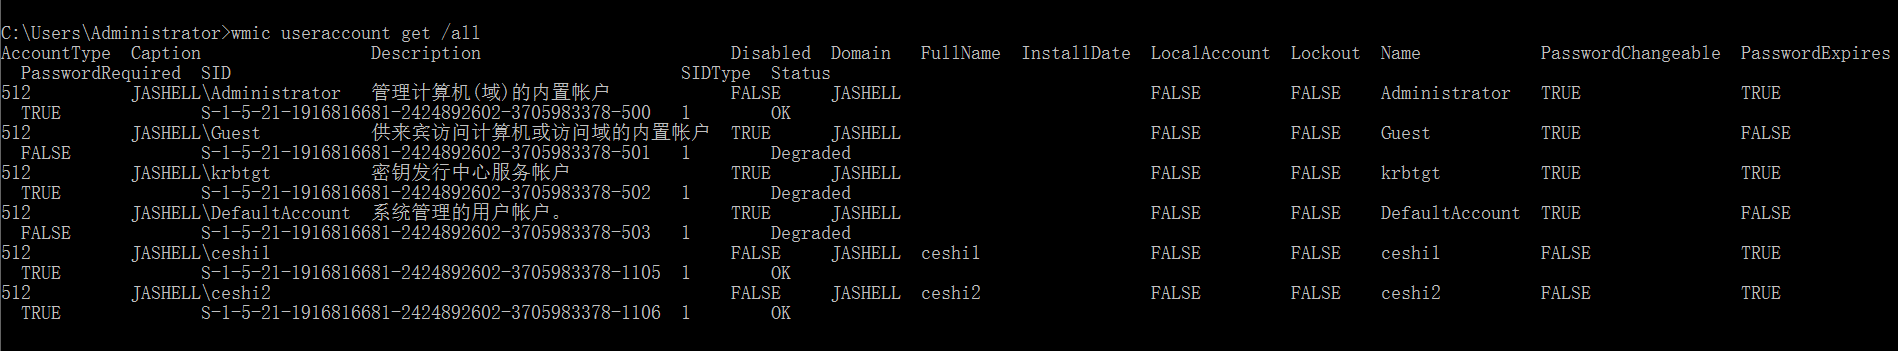 C:\Users\Administrator>wmic useraccount get /all
AccountType  Caption                 Description                         Disabled  Domain   FullName  InstallDate  LocalAccount  Lockout  Name            PasswordChangeable  PasswordExpires
  PasswordRequired  SID                                             SIDType  Status
512          JASHELL\Administrator   管理计算机(域)的内置帐户            FALSE     JASHELL                         FALSE         FALSE    Administrator   TRUE                TRUE
  TRUE              S-1-5-21-1916816681-2424892602-3705983378-500   1        OK
512          JASHELL\Guest           供来宾访问计算机或访问域的内置帐户  TRUE      JASHELL                         FALSE         FALSE    Guest           TRUE                FALSE
  FALSE             S-1-5-21-1916816681-2424892602-3705983378-501   1        Degraded
512          JASHELL\krbtgt          密钥发行中心服务帐户                TRUE      JASHELL                         FALSE         FALSE    krbtgt          TRUE                TRUE
  TRUE              S-1-5-21-1916816681-2424892602-3705983378-502   1        Degraded
512          JASHELL\DefaultAccount  系统管理的用户帐户。                TRUE      JASHELL                         FALSE         FALSE    DefaultAccount  TRUE                FALSE
  FALSE             S-1-5-21-1916816681-2424892602-3705983378-503   1        Degraded
512          JASHELL\ceshi1                                              FALSE     JASHELL  ceshi1                 FALSE         FALSE    ceshi1          FALSE               TRUE
  TRUE              S-1-5-21-1916816681-2424892602-3705983378-1105  1        OK
512          JASHELL\ceshi2                                              FALSE     JASHELL  ceshi2                 FALSE         FALSE    ceshi2          FALSE               TRUE
  TRUE              S-1-5-21-1916816681-2424892602-3705983378-1106  1        OK